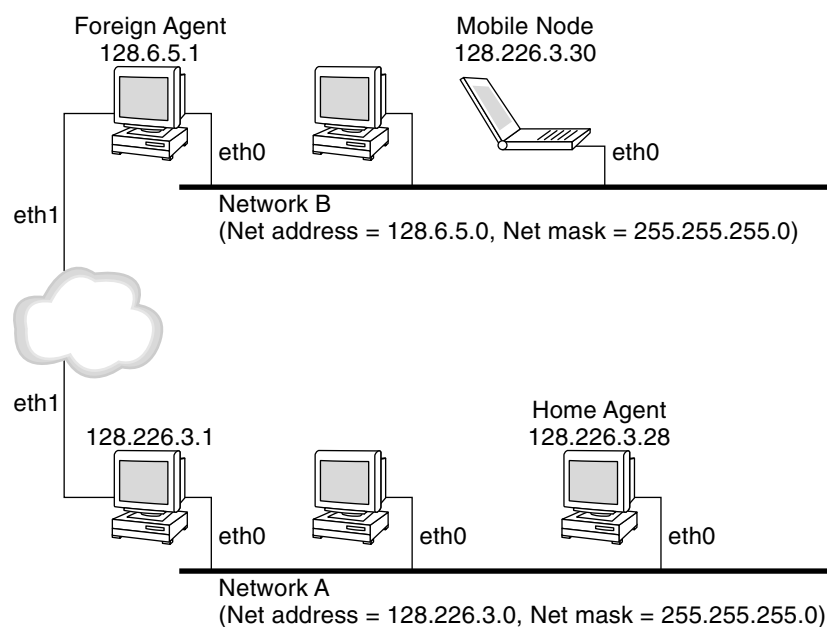 Foreign Agent
128.6.5.1
Mobile Node
128.226.3.30
eth0
eth0
eth1
Network B
(Net address = 128.6.5.0, Net mask = 255.255.255.0)
eth1
128.226.3.1
Home Agent
128.226.3.28
eth0
eth0
eth0
Network A
(Net address = 128.226.3.0, Net mask = 255.255.255.0)